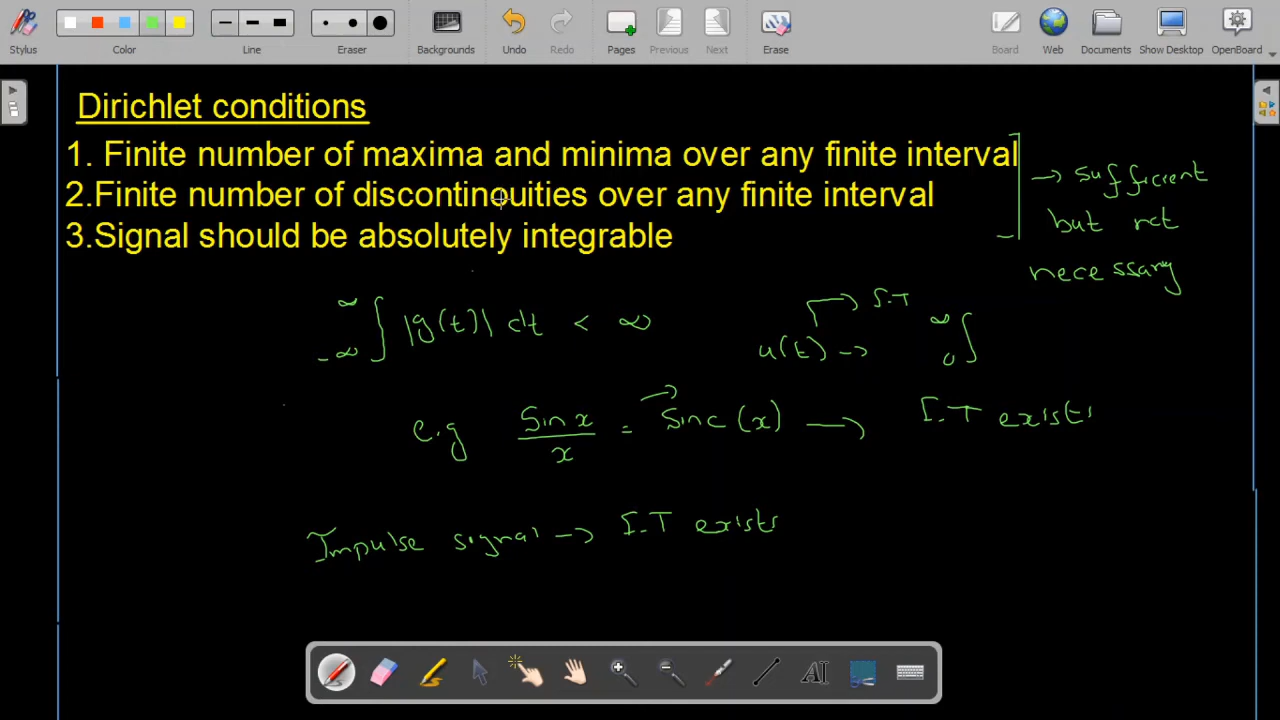 Stylus Color Line Eraser Backgrounds Undo Redo Pages Previous Next Erase Board Web Documents Show Desktop OpenBoard
Dirichlet conditions
1. Finite number of maxima and minima over any finite interval
2.Finite number of discontinuities over any finite interval
3.Signal should be absolutely integrable
→ sufficient
but not
necessary
∞ ∫ -∞ |g(t)| dt < ∞
u(t) → ∞ ∫ 0
F.T
e.g sin x / x = sinc (x) → F.T exists
Impulse signal → F.T exists
AI